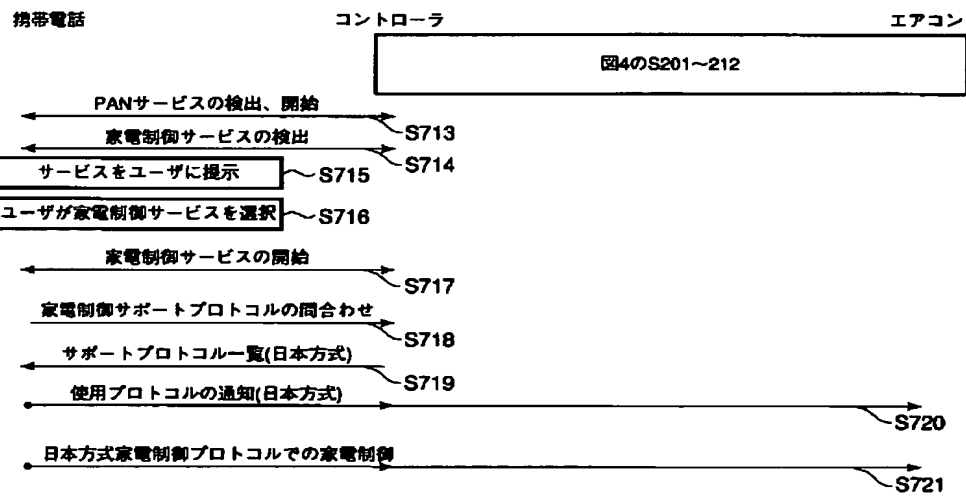 携帯電話 コントローラ エアコン
図4のS201～212
PANサービスの検出、開始
S713
家電制御サービスの検出
S714
サービスをユーザに提示
S715
ユーザが家電制御サービスを選択
S716
家電制御サービスの開始
S717
家電制御サポートプロトコルの問合わせ
S718
サポートプロトコル一覧(日本方式)
S719
使用プロトコルの通知(日本方式)
S720
日本方式家電制御プロトコルでの家電制御
S721